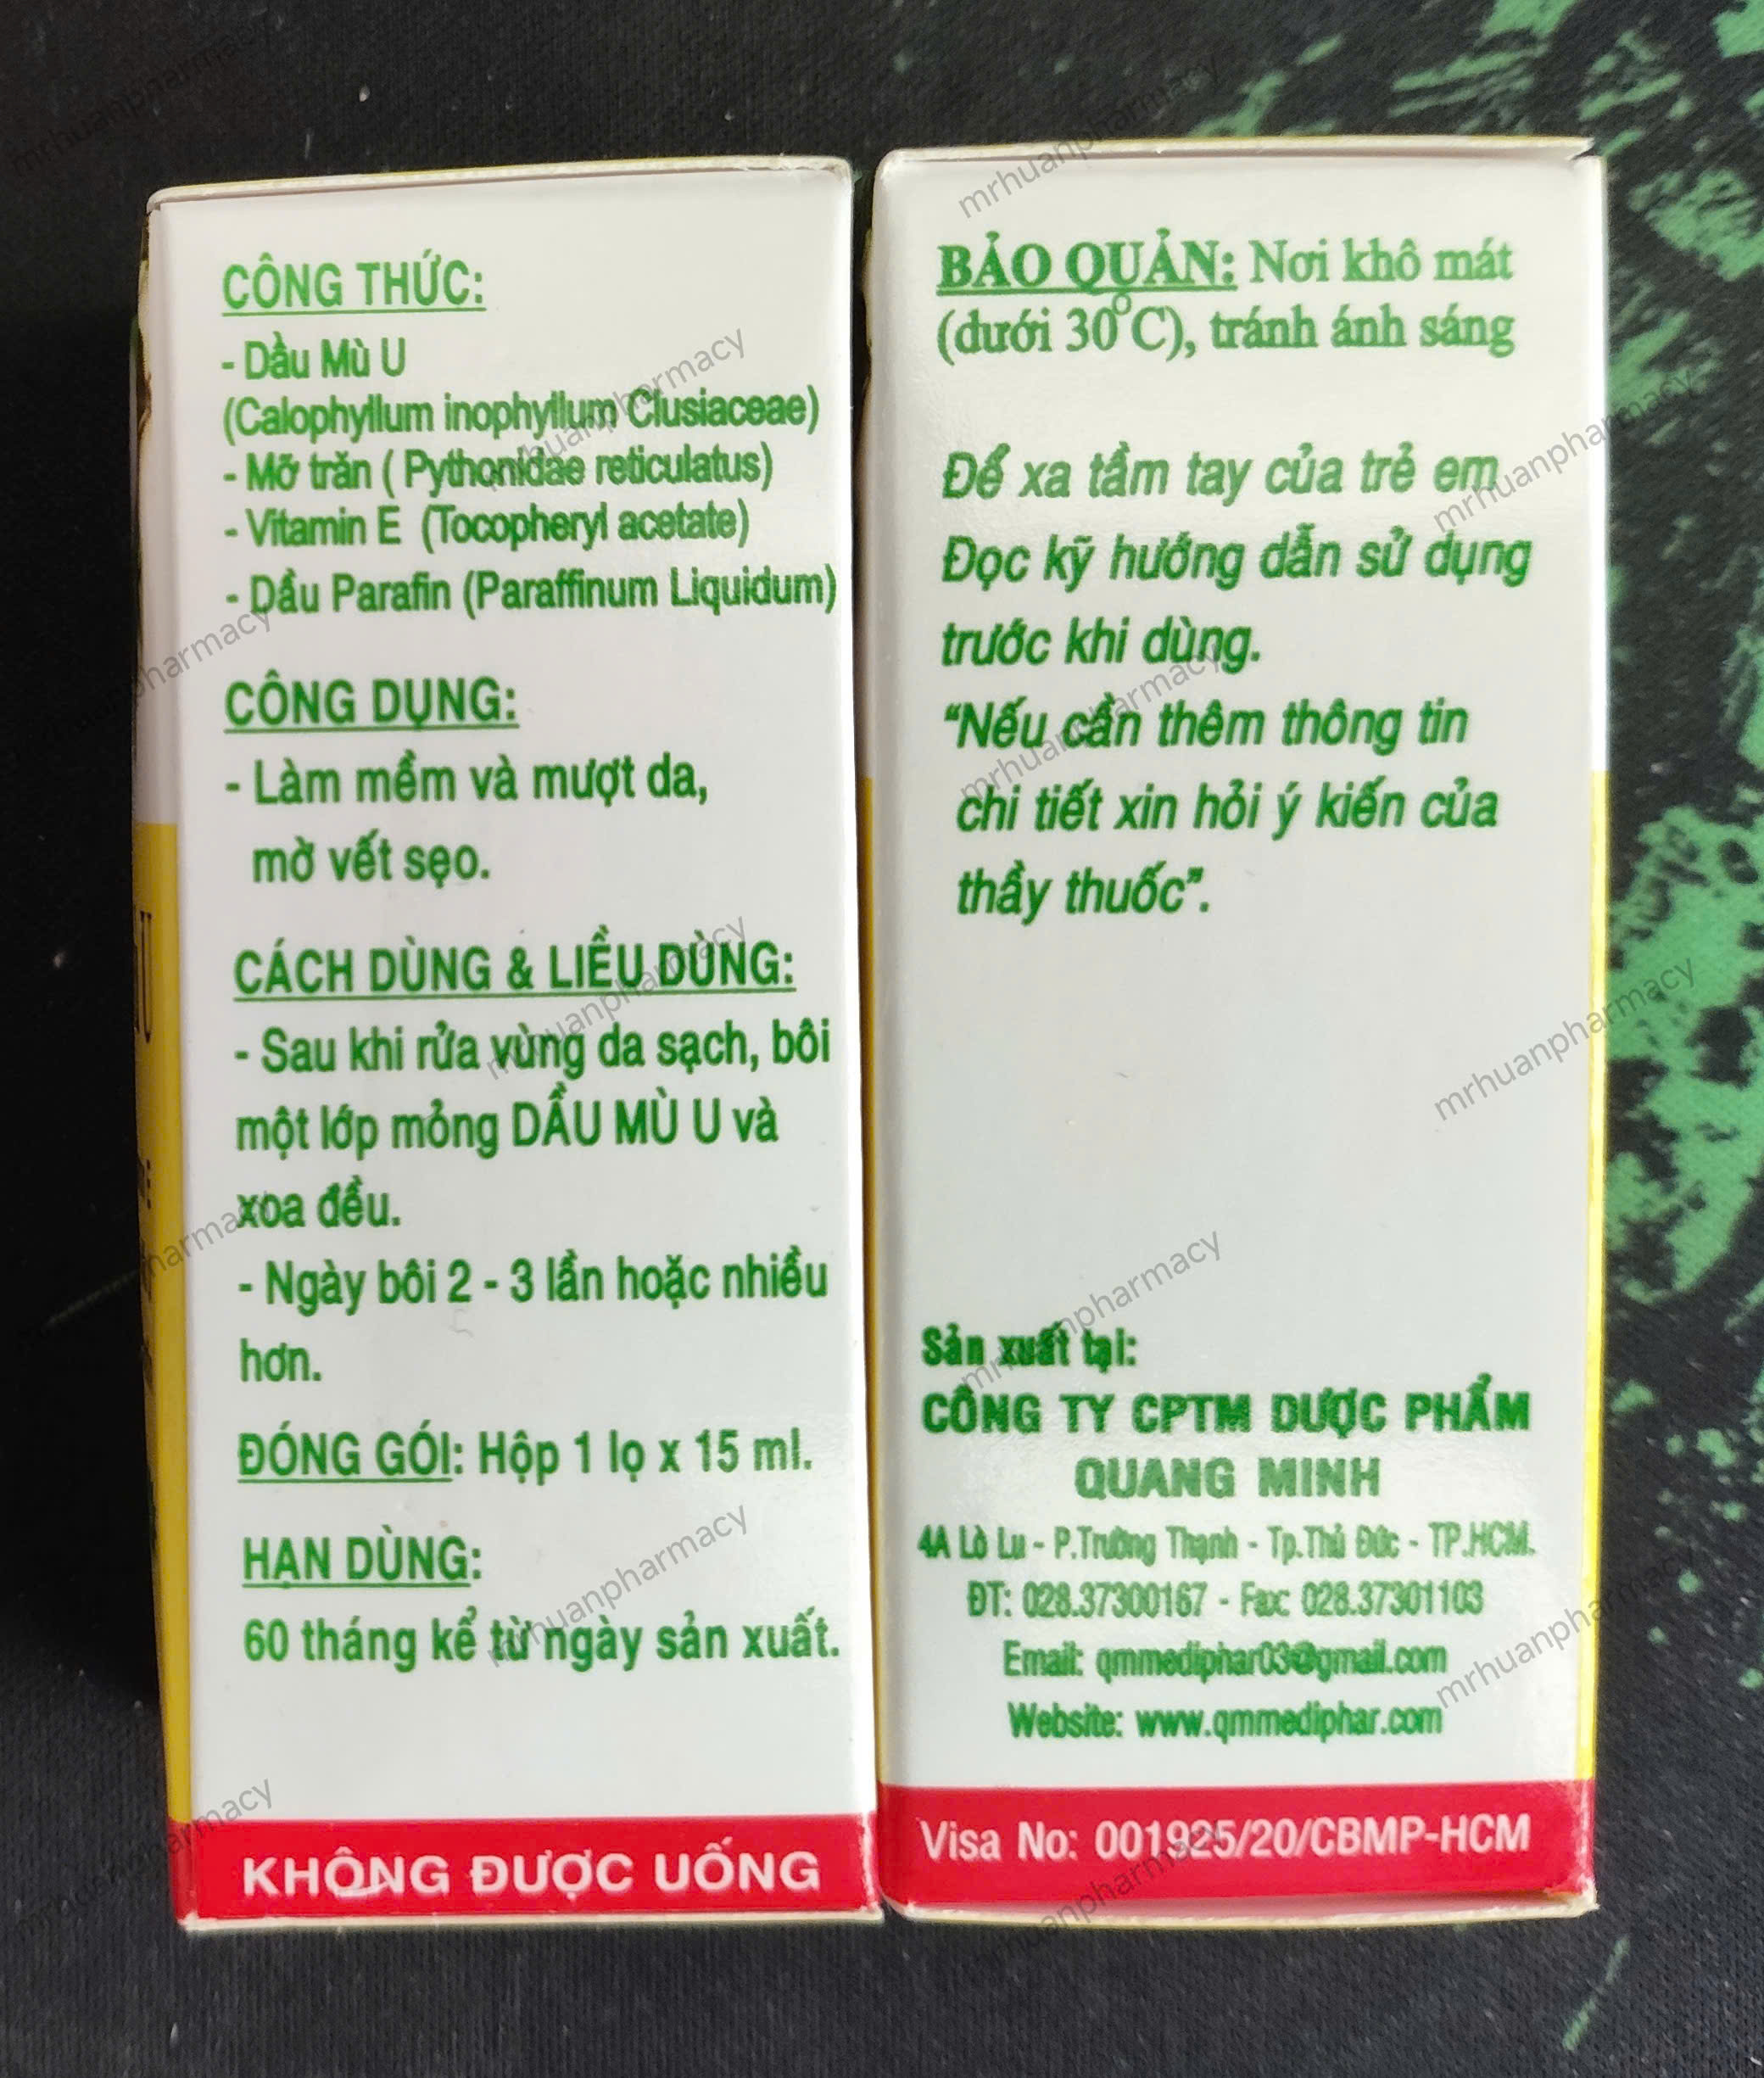 CÔNG THỨC:
- Dầu Mù U
(Calophyllum inophyllum Clusiaceae)
- Mỡ trăn ( Pythonidae reticulatus)
- Vitamin E (Tocopheryl acetate)
- Dầu Parafin (Paraffinum Liquidum)
CÔNG DỤNG:
- Làm mềm và mượt da,
mờ vết sẹo.
CÁCH DÙNG & LIỀU DÙNG:
- Sau khi rửa vùng da sạch, bôi
một lớp mỏng DẦU MÙ U và
xoa đều.
- Ngày bôi 2 - 3 lần hoặc nhiều
hơn.
ĐÓNG GÓI: Hộp 1 lọ x 15 ml.
HẠN DÙNG:
60 tháng kể từ ngày sản xuất.
KHÔNG ĐƯỢC UỐNG
BẢO QUẢN: Nơi khô mát
(dưới 30°C), tránh ánh sáng
Để xa tầm tay của trẻ em
Đọc kỹ hướng dẫn sử dụng
trước khi dùng.
“Nếu cần thêm thông tin
chi tiết xin hỏi ý kiến của
thầy thuốc”.
Sản xuất tại:
CÔNG TY CPTM DƯỢC PHẨM
QUANG MINH
4A Lò Lu - P.Trường Thạnh - Tp.Thủ Đức - TP.HCM.
ĐT: 028.37300167 - Fax: 028.37301103
Email: qmmediphar03@gmail.com
Website: www.qmmediphar.com
Visa No: 001925/20/CBMP-HCM
mrhuanpharmacy